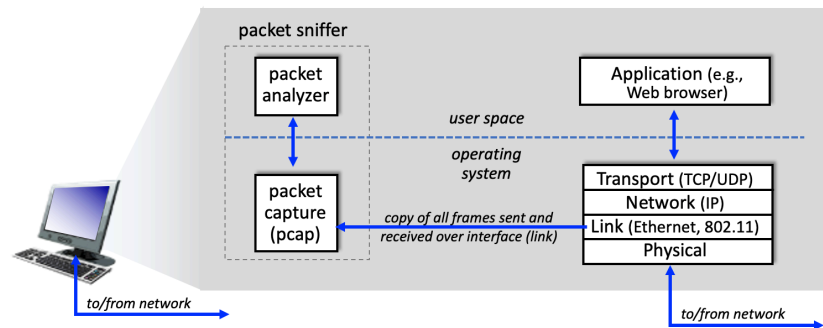 packet sniffer
packet
analyzer
Application (e.g.,
Web browser)
user space
operating
system
packet
capture
(pcap)
copy of all frames sent and
received over interface (link)
Transport (TCP/UDP)
Network (IP)
Link (Ethernet, 802.11)
Physical
to/from network
to/from network